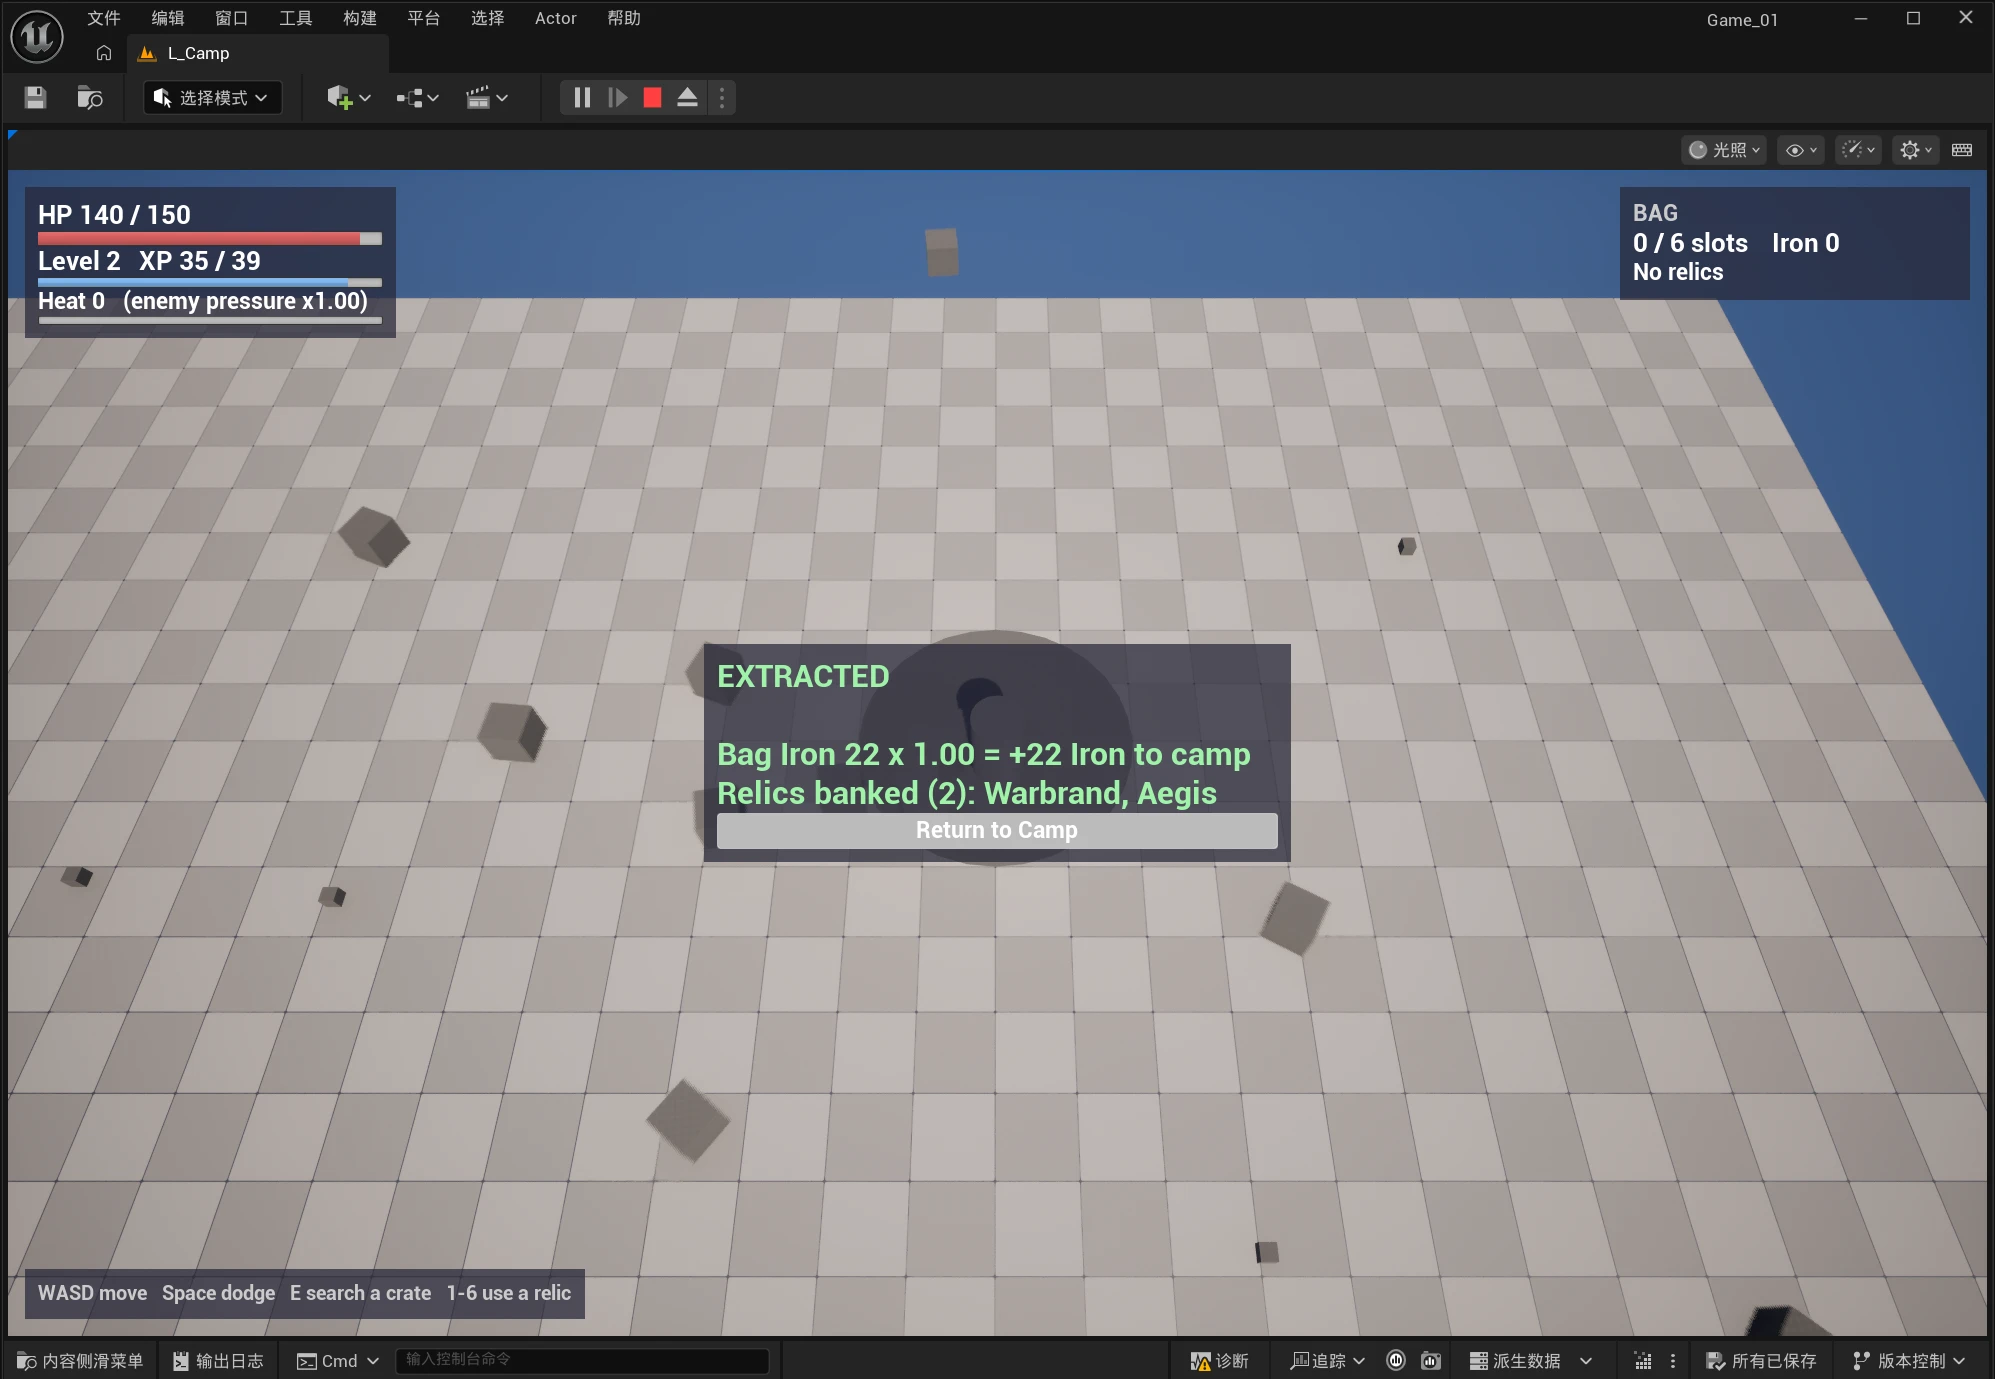 文件 编辑 窗口 工具 构建 平台 选择 Actor 帮助
Game_01
L_Camp
选择模式
光照
HP 140 / 150
Level 2 XP 35 / 39
Heat 0 (enemy pressure x1.00)
BAG
0 / 6 slots Iron 0
No relics
EXTRACTED
Bag Iron 22 x 1.00 = +22 Iron to camp
Relics banked (2): Warbrand, Aegis
Return to Camp
WASD move Space dodge E search a crate 1-6 use a relic
内容侧滑菜单 输出日志 Cmd 输入控制台命令 诊断 追踪 派生数据 所有已保存 版本控制